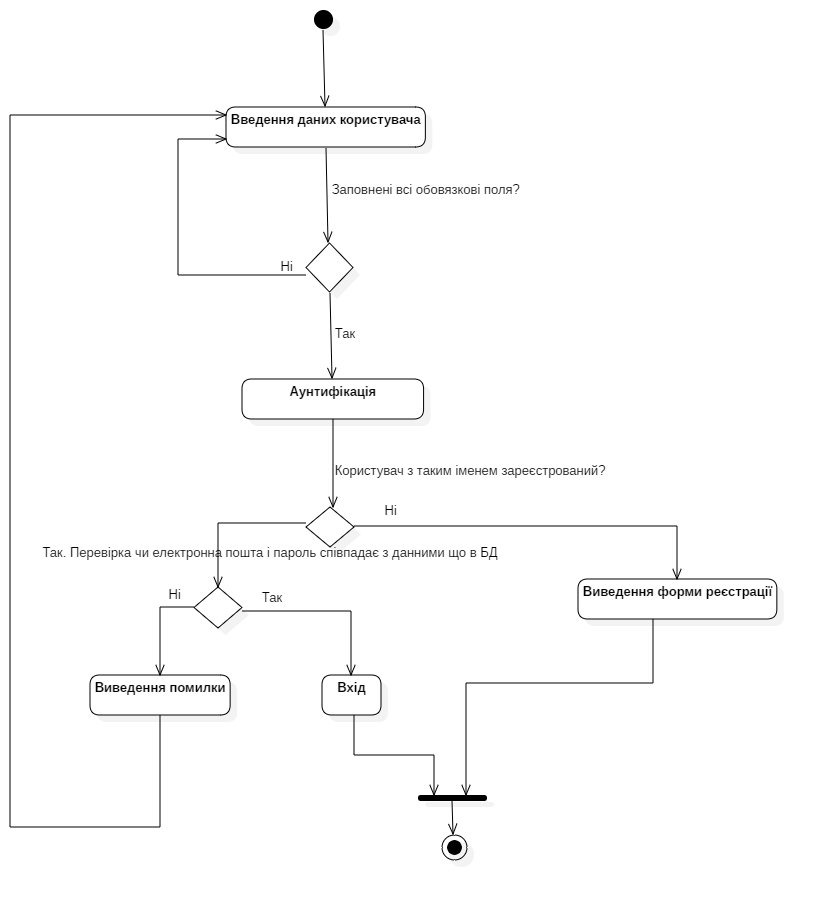 Введення даних користувача
Заповнені всі обовязкові поля?
Ні
Так
Аунтифікація
Користувач з таким іменем зареєстрований?
Ні
Так. Перевірка чи електронна пошта і пароль співпадає з данними що в БД
Ні
Так
Виведення форми реєстрації
Виведення помилки
Вхід